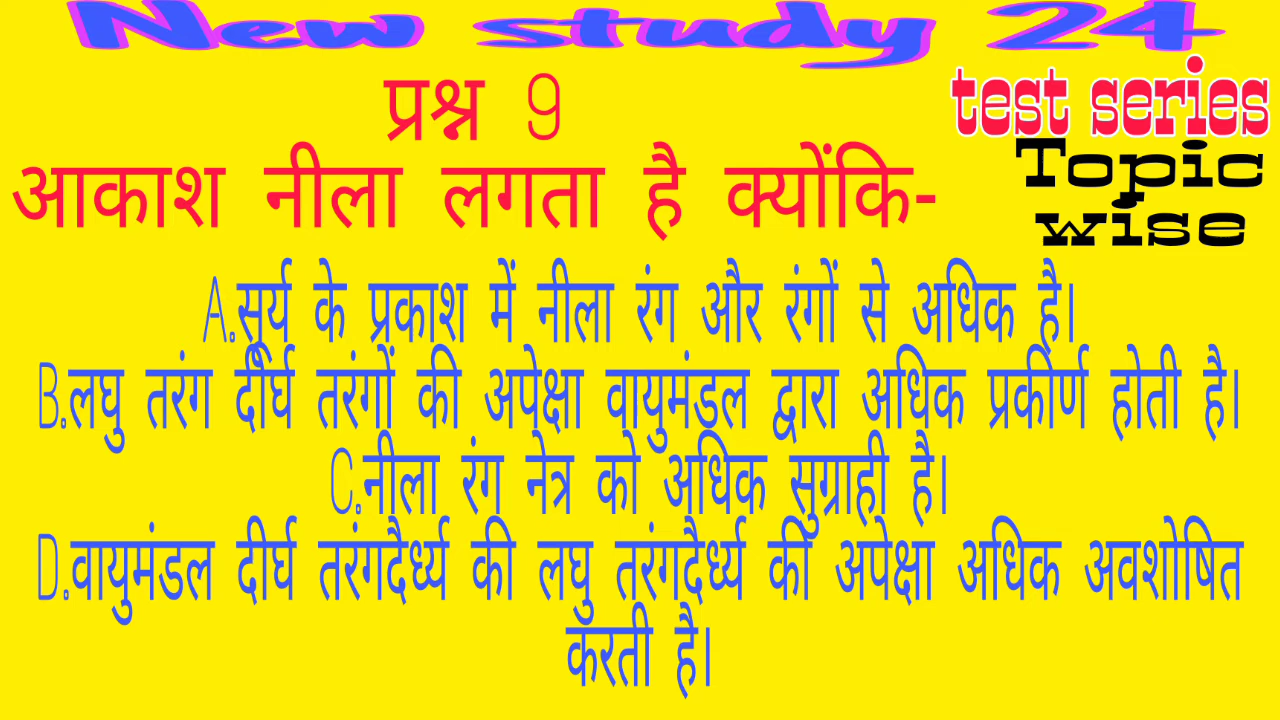 New study 24
test series
Topic
wise
प्रश्न 9
आकाश नीला लगता है क्योंकि-
A.सूर्य के प्रकाश में नीला रंग और रंगों से अधिक है।
B.लघु तरंग दीर्घ तरंगों की अपेक्षा वायुमंडल द्वारा अधिक प्रकीर्ण होती है।
C.नीला रंग नेत्र को अधिक सुग्राही है।
D.वायुमंडल दीर्घ तरंगदैर्ध्य की लघु तरंगदैर्ध्य की अपेक्षा अधिक अवशोषित
करती है।